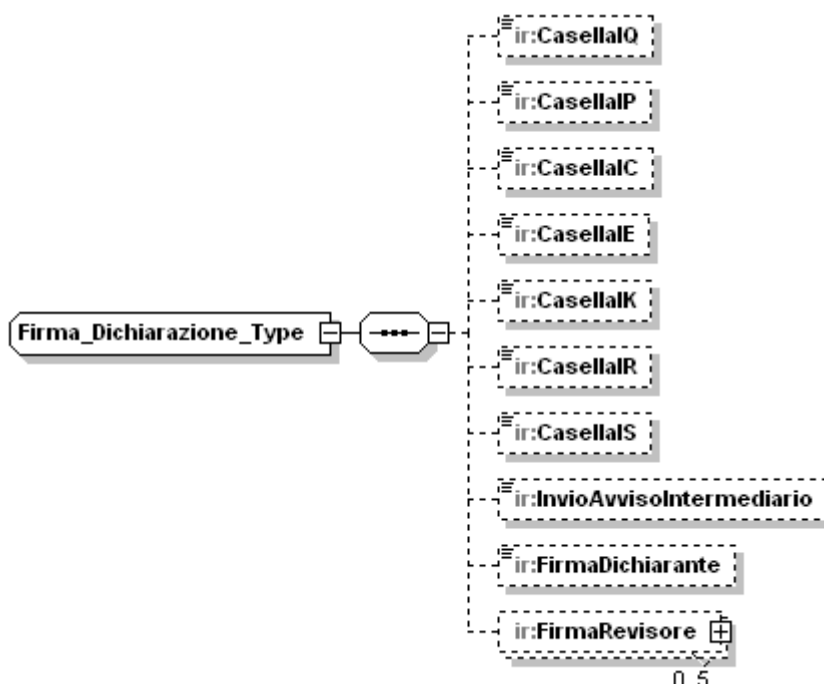 ir:CasellaIQ
ir:CasellaIP
ir:CasellaIC
ir:CasellaIE
ir:CasellaIK
Firma_Dichiarazione_Type
ir:CasellaIR
ir:CasellaIS
ir:InvioAvvisoIntermediario
ir:FirmaDichiarante
ir:FirmaRevisore
0..5